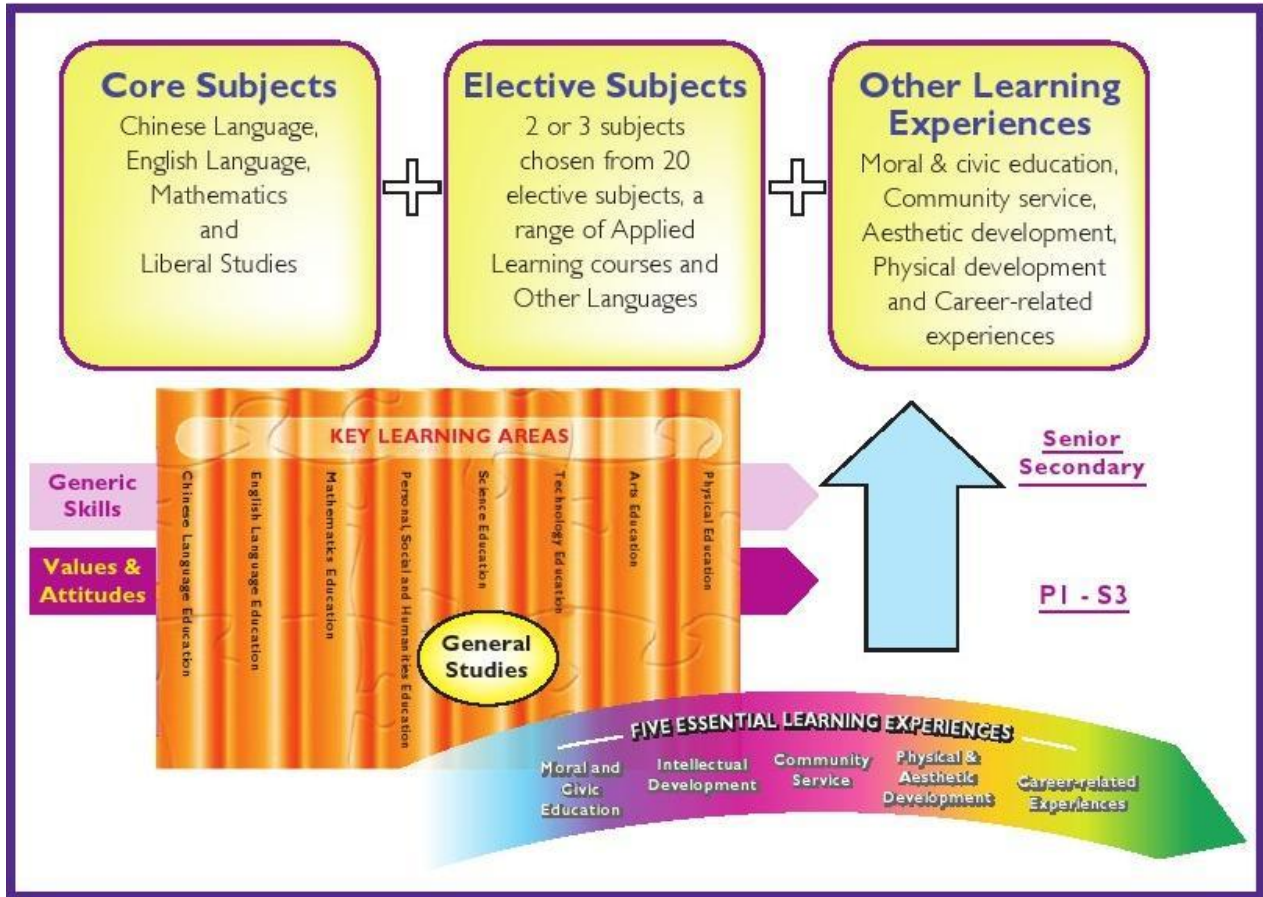 Core Subjects
Chinese Language,
English Language,
Mathematics
and
Liberal Studies
Elective Subjects
2 or 3 subjects
chosen from 20
elective subjects, a
range of Applied
Learning courses and
Other Languages
Other Learning
Experiences
Moral & civic education,
Community service,
Aesthetic development,
Physical development
and Career-related
experiences
KEY LEARNING AREAS
Generic
Skills
Values &
Attitudes
Chinese Language Education
English Language Education
Mathematics Education
Personal, Social and Humanities Education
Science Education
Technology Education
Arts Education
Physical Education
General
Studies
Senior
Secondary
P1 - S3
FIVE ESSENTIAL LEARNING EXPERIENCES
Moral and
Civic
Education
Intellectual
Development
Community
Service
Physical &
Aesthetic
Development
Career-related
Experiences